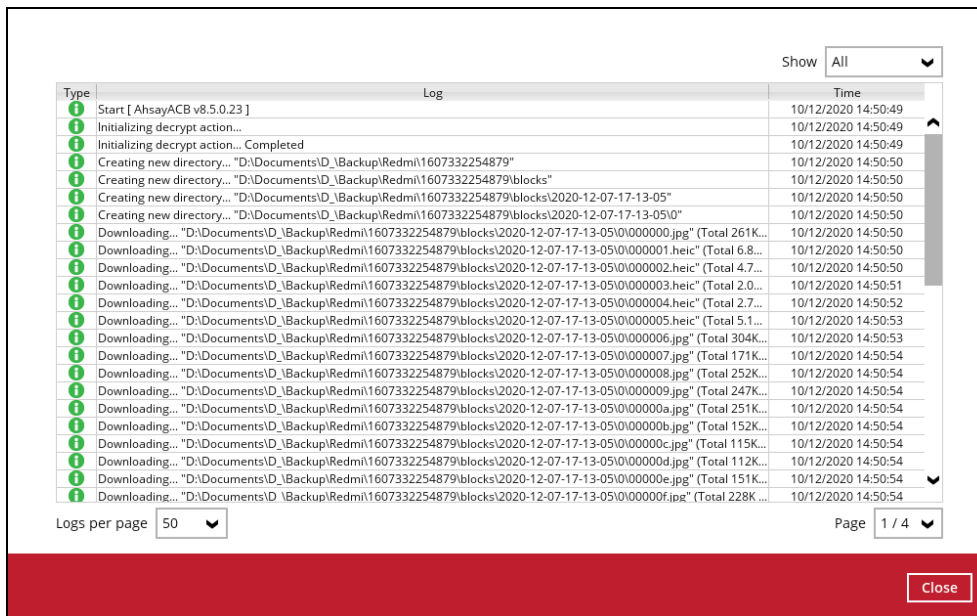 Show All
Type Log Time
Start [ AhsayACB v8.5.0.23 ] 10/12/2020 14:50:49
Initializing decrypt action... 10/12/2020 14:50:49
Initializing decrypt action... Completed 10/12/2020 14:50:49
Creating new directory... "D:\Documents\D_\Backup\Redmi\1607332254879" 10/12/2020 14:50:50
Creating new directory... "D:\Documents\D_\Backup\Redmi\1607332254879\blocks" 10/12/2020 14:50:50
Creating new directory... "D:\Documents\D_\Backup\Redmi\1607332254879\blocks\2020-12-07-17-13-05" 10/12/2020 14:50:50
Creating new directory... "D:\Documents\D_\Backup\Redmi\1607332254879\blocks\2020-12-07-17-13-05\0" 10/12/2020 14:50:50
Downloading... "D:\Documents\D_\Backup\Redmi\1607332254879\blocks\2020-12-07-17-13-05\0\000000.jpg" (Total 261K... 10/12/2020 14:50:50
Downloading... "D:\Documents\D_\Backup\Redmi\1607332254879\blocks\2020-12-07-17-13-05\0\000001.heic" (Total 6.8... 10/12/2020 14:50:50
Downloading... "D:\Documents\D_\Backup\Redmi\1607332254879\blocks\2020-12-07-17-13-05\0\000002.heic" (Total 4.7... 10/12/2020 14:50:50
Downloading... "D:\Documents\D_\Backup\Redmi\1607332254879\blocks\2020-12-07-17-13-05\0\000003.heic" (Total 2.0... 10/12/2020 14:50:51
Downloading... "D:\Documents\D_\Backup\Redmi\1607332254879\blocks\2020-12-07-17-13-05\0\000004.heic" (Total 2.7... 10/12/2020 14:50:52
Downloading... "D:\Documents\D_\Backup\Redmi\1607332254879\blocks\2020-12-07-17-13-05\0\000005.heic" (Total 5.1... 10/12/2020 14:50:53
Downloading... "D:\Documents\D_\Backup\Redmi\1607332254879\blocks\2020-12-07-17-13-05\0\000006.jpg" (Total 304K... 10/12/2020 14:50:53
Downloading... "D:\Documents\D_\Backup\Redmi\1607332254879\blocks\2020-12-07-17-13-05\0\000007.jpg" (Total 171K... 10/12/2020 14:50:54
Downloading... "D:\Documents\D_\Backup\Redmi\1607332254879\blocks\2020-12-07-17-13-05\0\000008.jpg" (Total 252K... 10/12/2020 14:50:54
Downloading... "D:\Documents\D_\Backup\Redmi\1607332254879\blocks\2020-12-07-17-13-05\0\000009.jpg" (Total 247K... 10/12/2020 14:50:54
Downloading... "D:\Documents\D_\Backup\Redmi\1607332254879\blocks\2020-12-07-17-13-05\0\00000a.jpg" (Total 251K... 10/12/2020 14:50:54
Downloading... "D:\Documents\D_\Backup\Redmi\1607332254879\blocks\2020-12-07-17-13-05\0\00000b.jpg" (Total 152K... 10/12/2020 14:50:54
Downloading... "D:\Documents\D_\Backup\Redmi\1607332254879\blocks\2020-12-07-17-13-05\0\00000c.jpg" (Total 115K... 10/12/2020 14:50:54
Downloading... "D:\Documents\D_\Backup\Redmi\1607332254879\blocks\2020-12-07-17-13-05\0\00000d.jpg" (Total 112K... 10/12/2020 14:50:54
Downloading... "D:\Documents\D_\Backup\Redmi\1607332254879\blocks\2020-12-07-17-13-05\0\00000e.jpg" (Total 151K... 10/12/2020 14:50:54
Downloading... "D:\Documents\D_\Backup\Redmi\1607332254879\blocks\2020-12-07-17-13-05\0\00000f.jpg" (Total 228K ... 10/12/2020 14:50:54
Logs per page 50 Page 1 / 4
Close